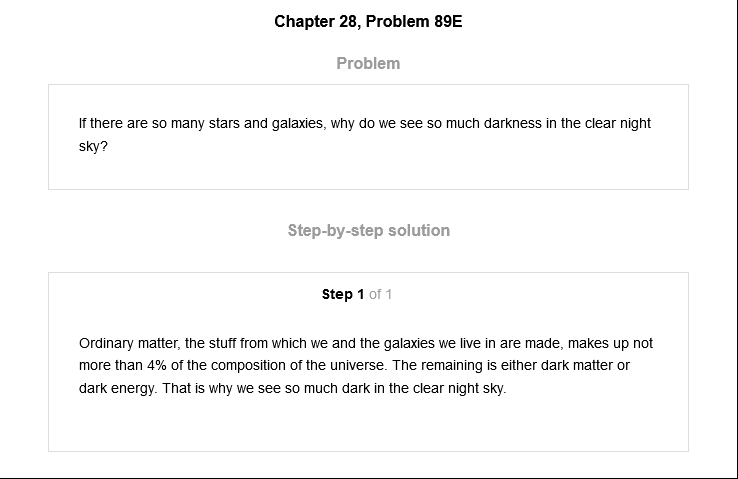 Chapter 28, Problem 89E
Problem
If there are so many stars and galaxies, why do we see so much darkness in the clear night
sky?
Step-by-step solution
Step 1 of 1
Ordinary matter, the stuff from which we and the galaxies we live in are made, makes up not
more than 4% of the composition of the universe. The remaining is either dark matter or
dark energy. That is why we see so much dark in the clear night sky.